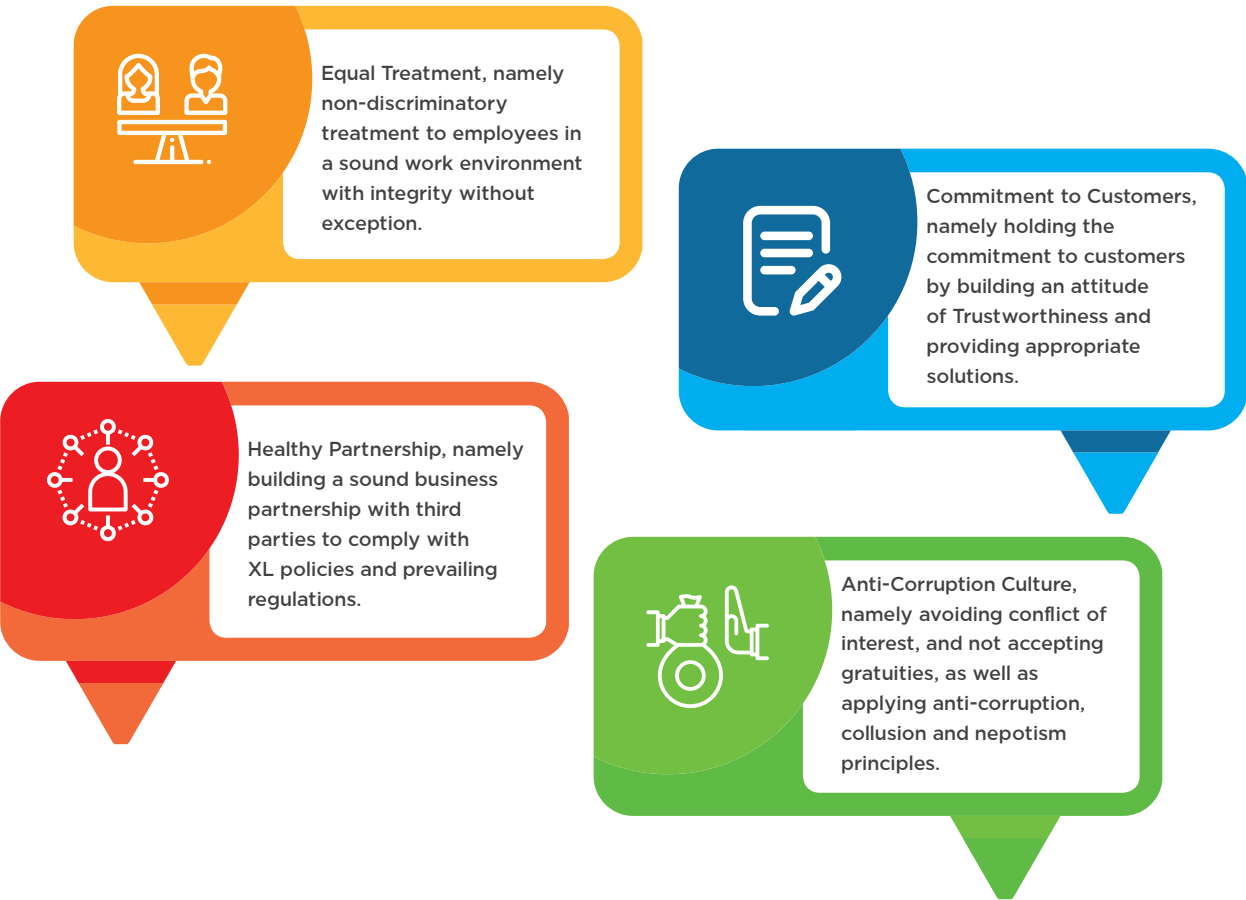 Equal Treatment, namely
non-discriminatory
treatment to employees in
a sound work environment
with integrity without
exception.
Commitment to Customers,
namely holding the
commitment to customers
by building an attitude
of Trustworthiness and
providing appropriate
solutions.
Healthy Partnership, namely
building a sound business
partnership with third
parties to comply with
XL policies and prevailing
regulations.
Anti-Corruption Culture,
namely avoiding conflict of
interest, and not accepting
gratuities, as well as
applying anti-corruption,
collusion and nepotism
principles.